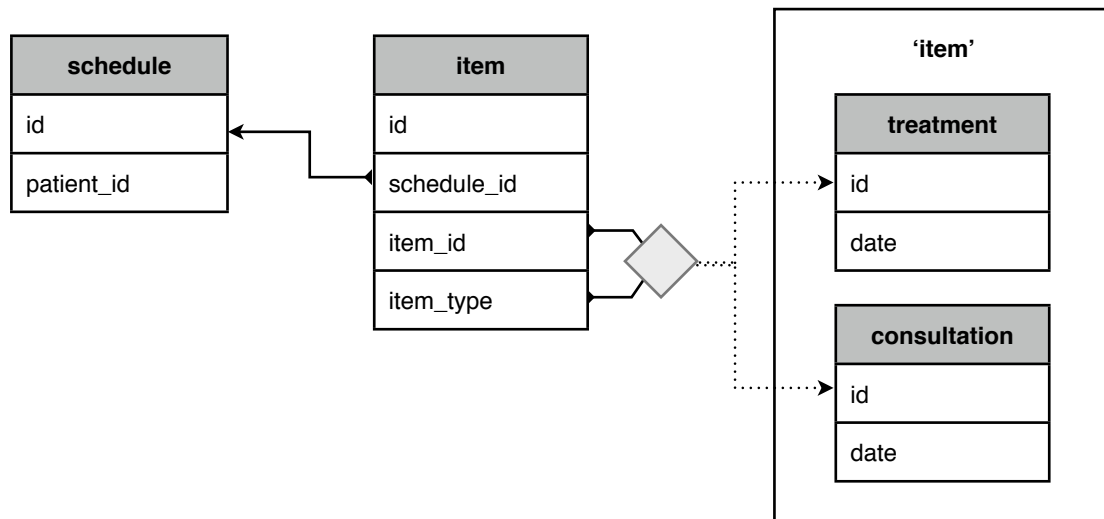 schedule
id
patient_id
item
id
schedule_id
item_id
item_type
‘item’
treatment
id
date
consultation
id
date